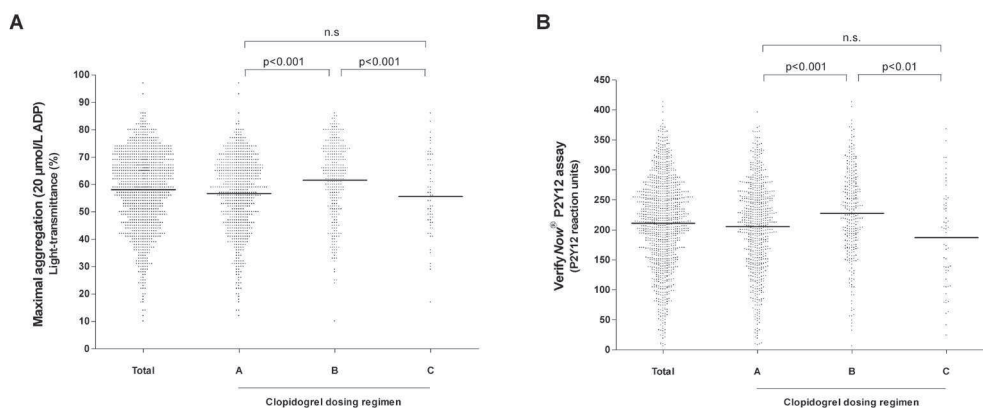 A
n.s
p<0.001
p<0.001
Maximal aggregation (20 µmol/L ADP)
Light-transmittance (%)
100
90
80
70
60
50
40
30
20
10
0
Total
A
B
C
Clopidogrel dosing regimen
B
n.s.
p<0.001
p<0.01
VerifyNow® P2Y12 assay
(P2Y12 reaction units)
450
400
350
300
250
200
150
100
50
0
Total
A
B
C
Clopidogrel dosing regimen